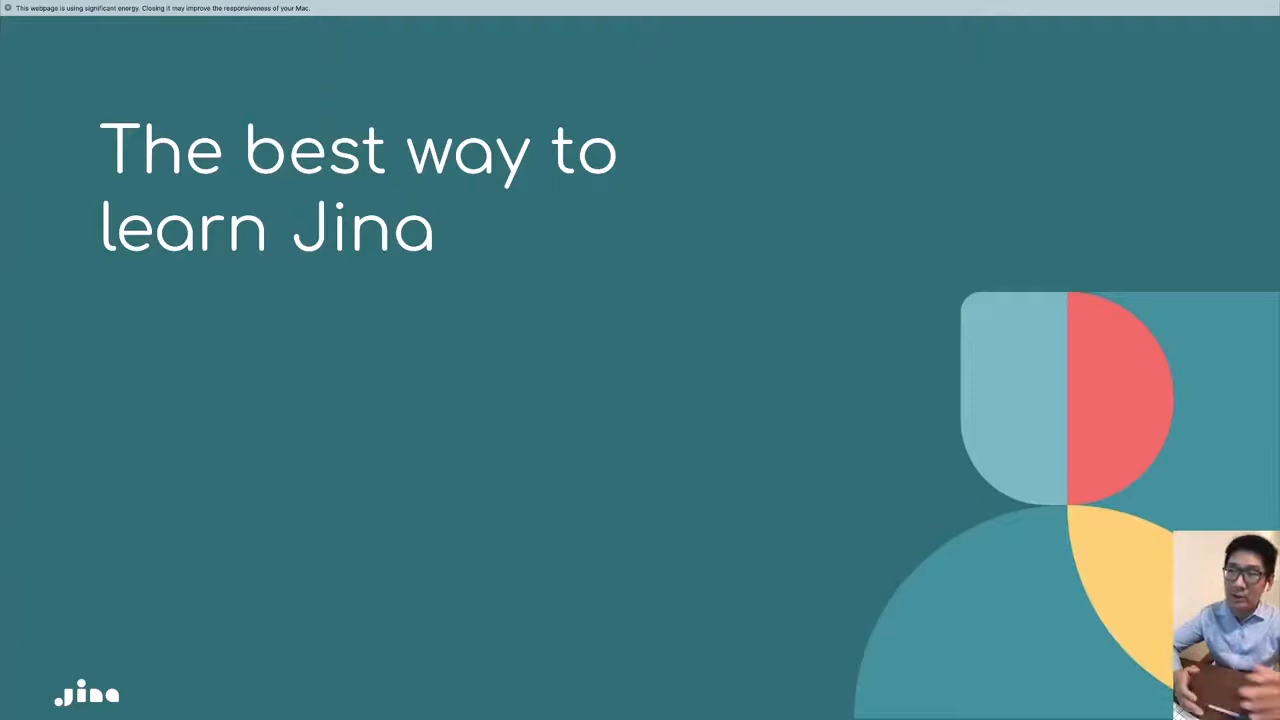 This webpage is using significant energy. Closing it may improve the responsiveness of your Mac.
The best way to
learn Jina
Jina